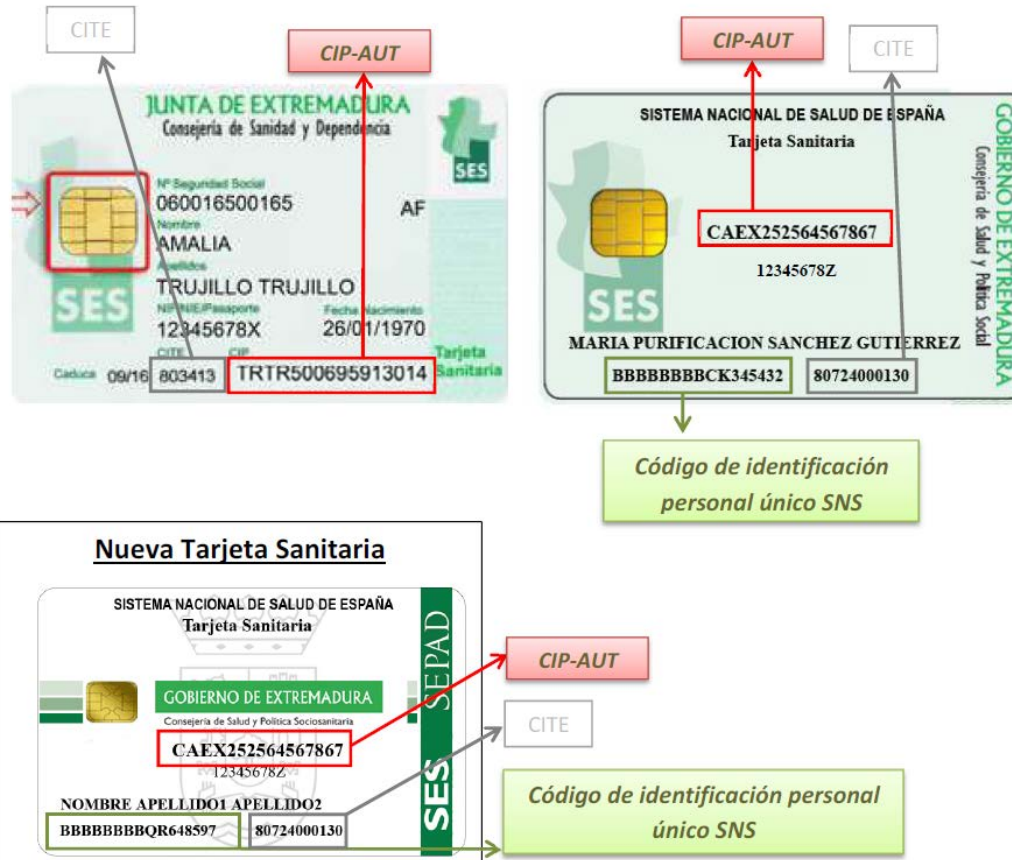 CITE
CIP-AUT
JUNTA DE EXTREMADURA
Consejería de Sanidad y Dependencia
SES
Nº Seguridad Social
060016500165 AF
Nombre
AMALIA
Apellidos
TRUJILLO TRUJILLO
NIF/NIE/Pasaporte Fecha Nacimiento
12345678X 26/01/1970
CITE CIP
Caduca 09/16 803413 TRTR500695913014
Tarjeta
Sanitaria
SES
CIP-AUT
CITE
SISTEMA NACIONAL DE SALUD DE ESPAÑA
Tarjeta Sanitaria
CAEX252564567867
12345678Z
SES
MARIA PURIFICACION SANCHEZ GUTIERREZ
BBBBBBBBCK345432 80724000130
GOBIERNO DE EXTREMADURA
Consejería de Salud y Política Social
Código de identificación
personal único SNS
Nueva Tarjeta Sanitaria
SISTEMA NACIONAL DE SALUD DE ESPAÑA
Tarjeta Sanitaria
GOBIERNO DE EXTREMADURA
Consejería de Salud y Política Sociosanitaria
CAEX252564567867
12345678Z
NOMBRE APELLIDO1 APELLIDO2
BBBBBBBBQR648597 80724000130
SES SEPAD
CIP-AUT
CITE
Código de identificación personal
único SNS